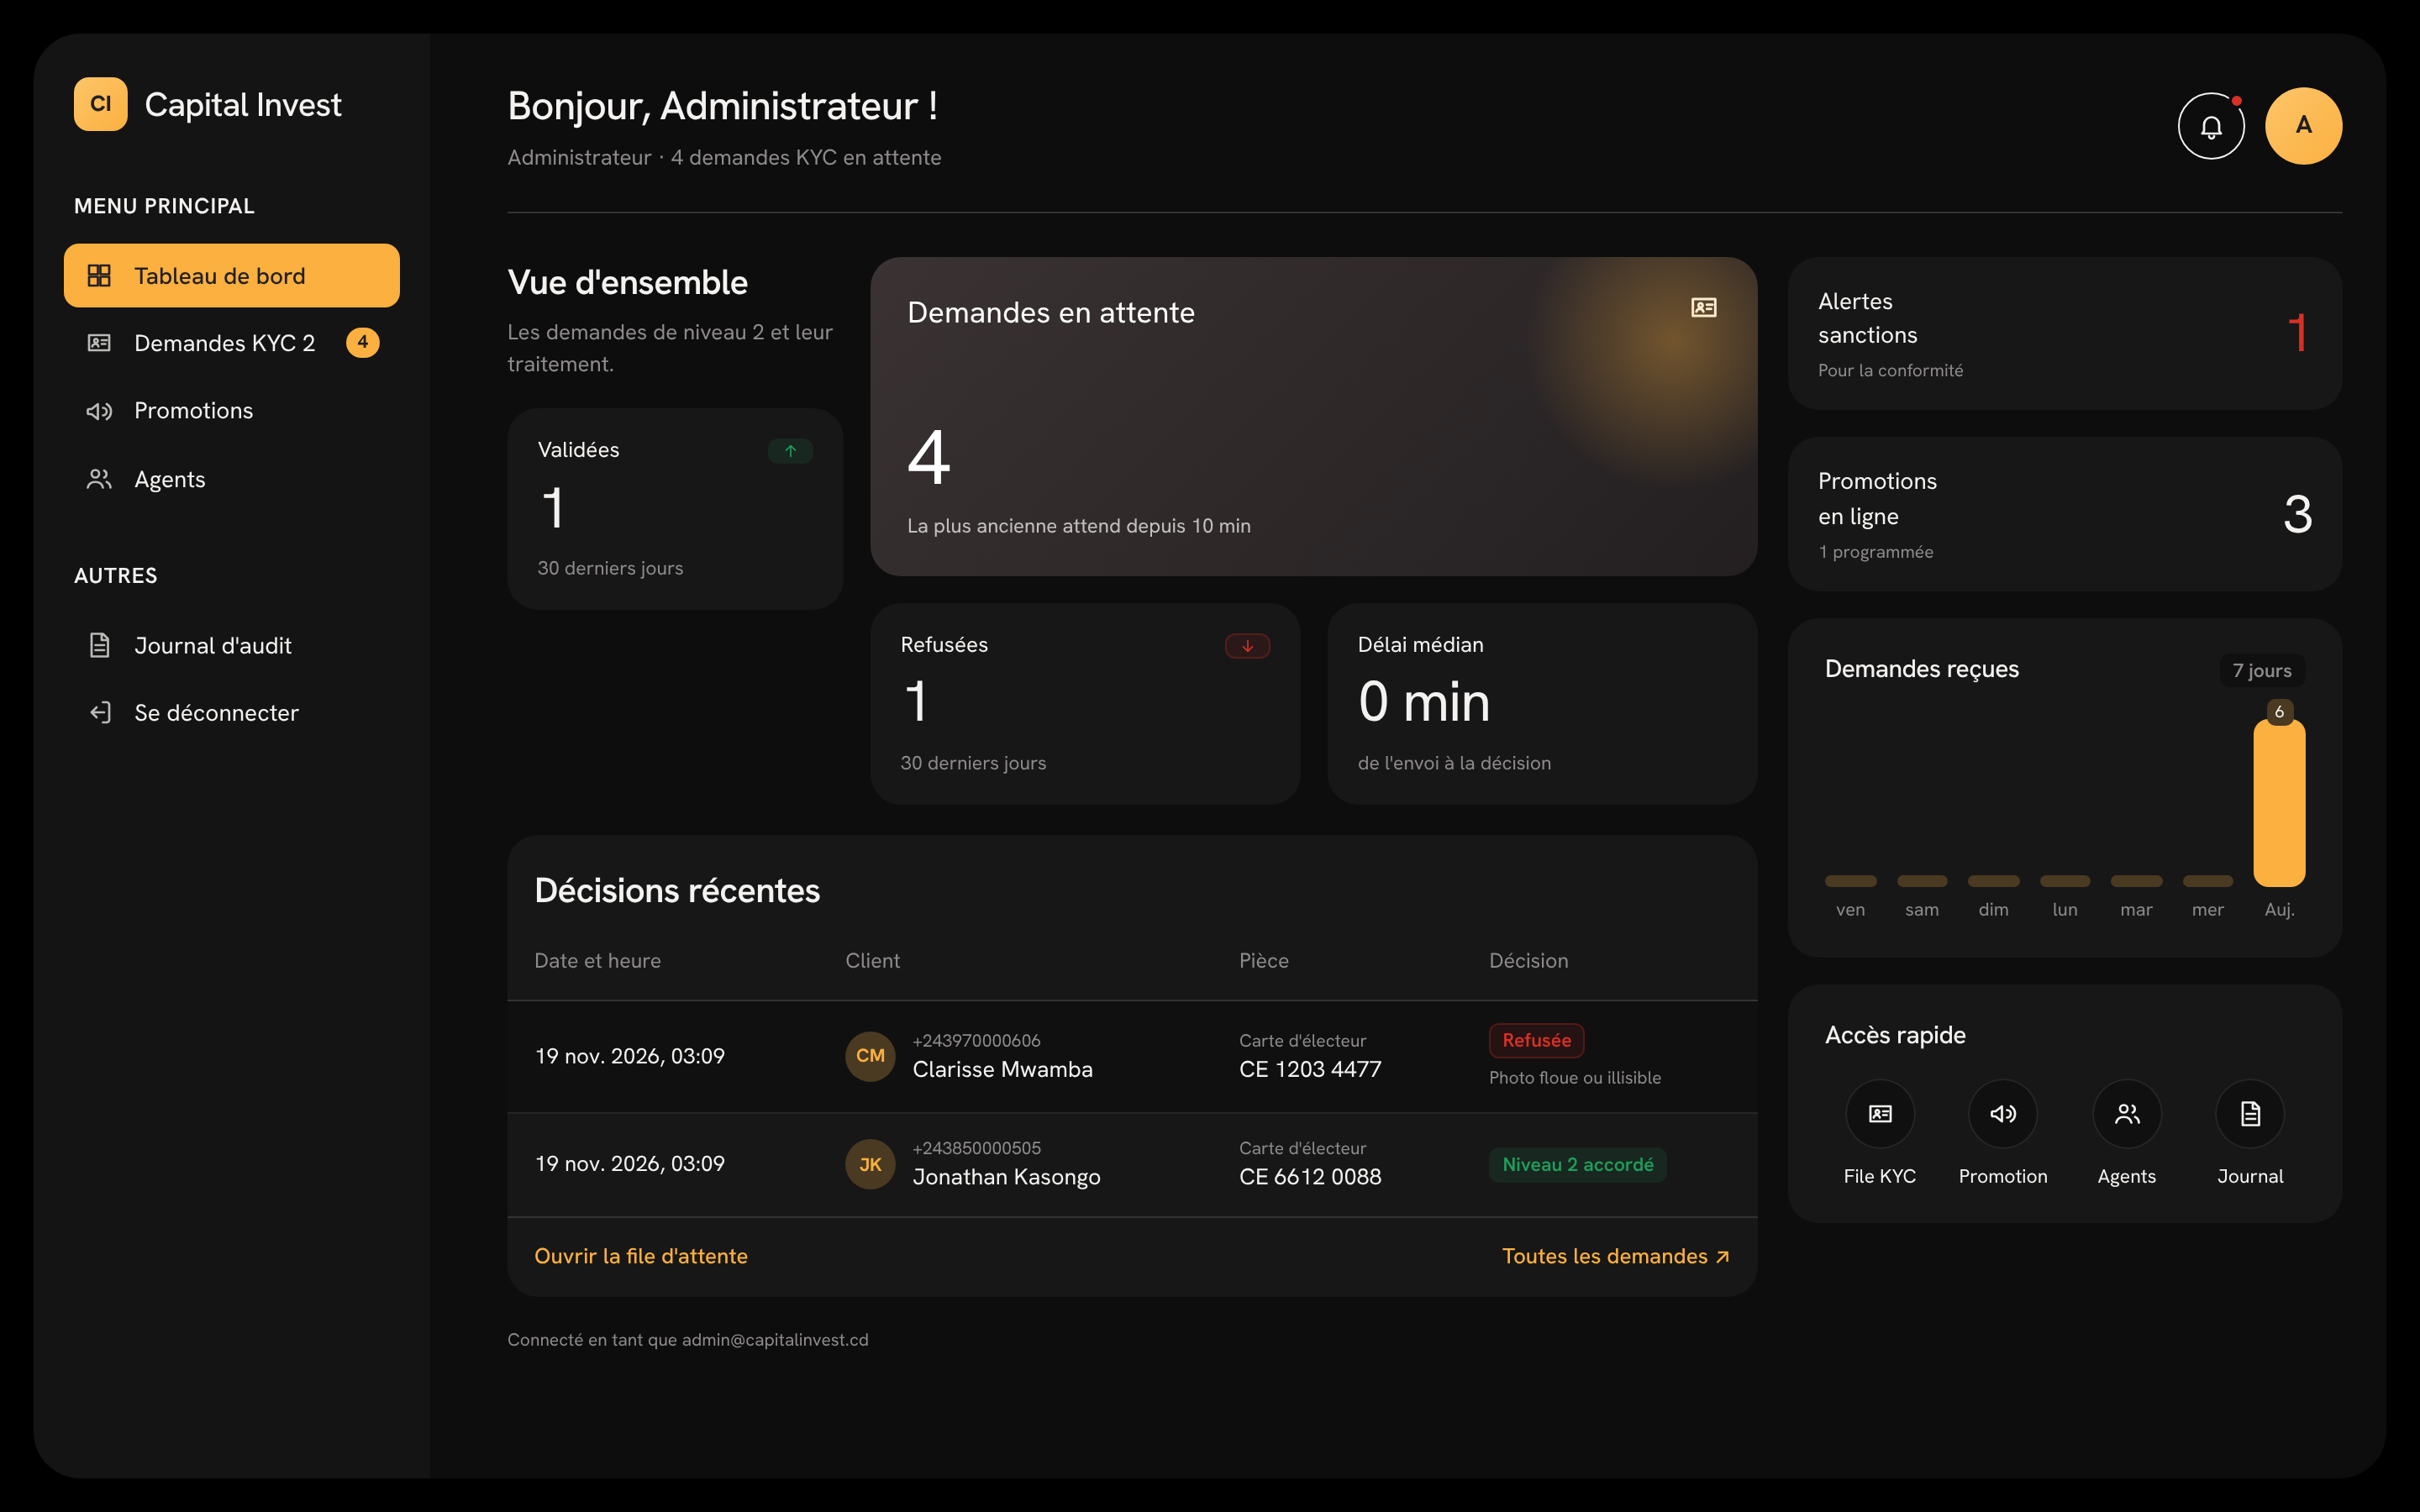 CI
Capital Invest
MENU PRINCIPAL
Tableau de bord
Demandes KYC 2
4
Promotions
Agents
AUTRES
Journal d'audit
Se déconnecter
Bonjour, Administrateur !
Administrateur · 4 demandes KYC en attente
A
Vue d'ensemble
Les demandes de niveau 2 et leur
traitement.
Validées
1
30 derniers jours
Demandes en attente
4
La plus ancienne attend depuis 10 min
Refusées
1
30 derniers jours
Délai médian
0 min
de l'envoi à la décision
Alertes
sanctions
Pour la conformité
1
Promotions
en ligne
1 programmée
3
Demandes reçues
7 jours
6
ven sam dim lun mar mer Auj.
Accès rapide
File KYC Promotion Agents Journal
Décisions récentes
Date et heure Client Pièce Décision
19 nov. 2026, 03:09
CM
+243970000606
Clarisse Mwamba
Carte d'électeur
CE 1203 4477
Refusée
Photo floue ou illisible
19 nov. 2026, 03:09
JK
+243850000505
Jonathan Kasongo
Carte d'électeur
CE 6612 0088
Niveau 2 accordé
Ouvrir la file d'attente
Toutes les demandes
Connecté en tant que admin@capitalinvest.cd